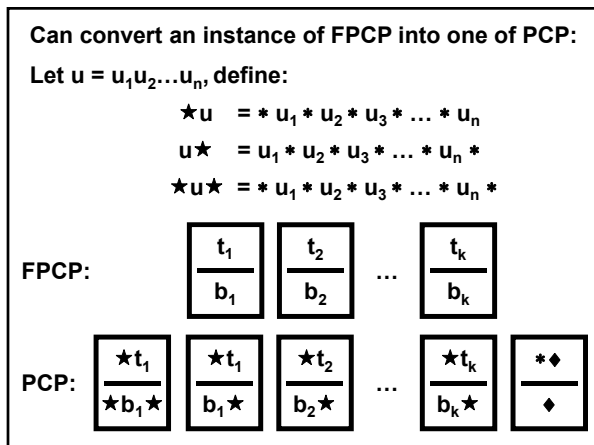 Can convert an instance of FPCP into one of PCP:
Let u = u₁u₂…uₙ, define:
★u = * u₁ * u₂ * u₃ * … * uₙ
u★ = u₁ * u₂ * u₃ * … * uₙ *
★u★ = * u₁ * u₂ * u₃ * … * uₙ *
t₁ t₂ tₖ
FPCP: …
b₁ b₂ bₖ
★t₁ ★t₁ ★t₂ ★tₖ *♦
PCP: …
★b₁★ b₁★ b₂★ bₖ★ ♦